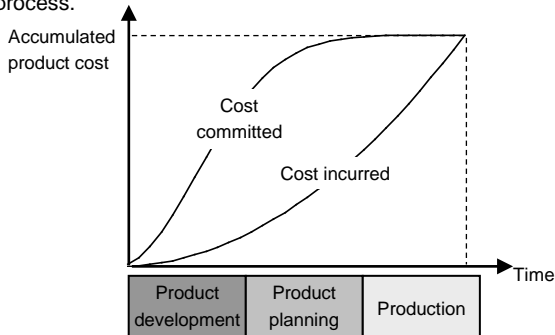 process.
Accumulated
product cost
Cost
committed
Cost incurred
Time
Product
development
Product
planning
Production